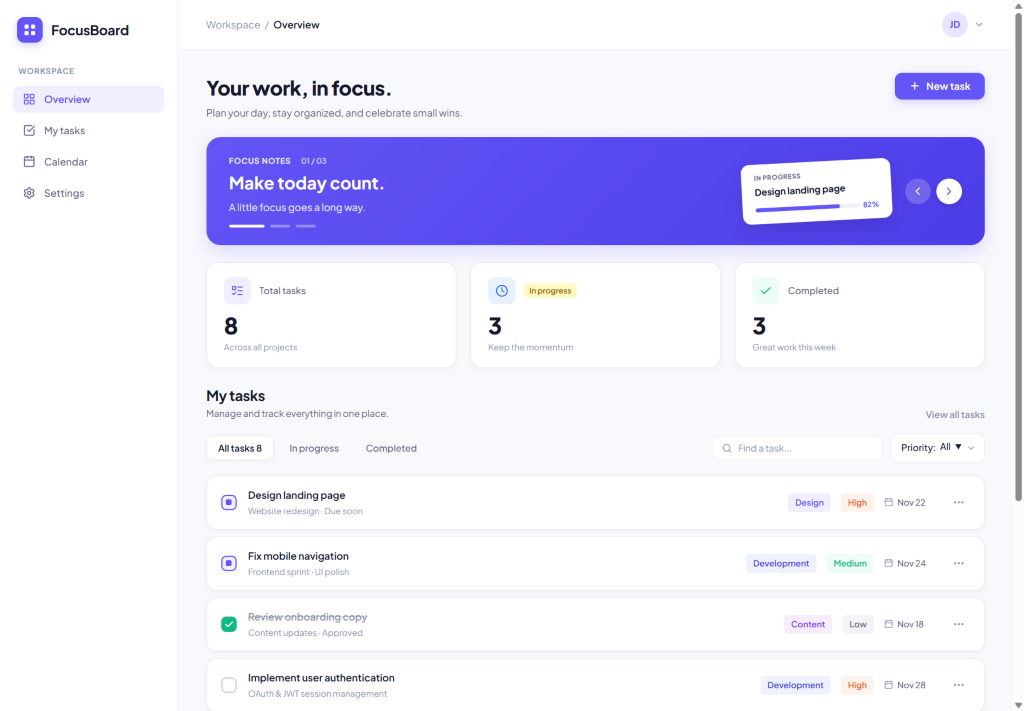 FocusBoard
WORKSPACE
Overview
My tasks
Calendar
Settings
Workspace / Overview
JD
Your work, in focus.
Plan your day, stay organized, and celebrate small wins.
+ New task
FOCUS NOTES 01 / 03
Make today count.
A little focus goes a long way.
IN PROGRESS
Design landing page
82%
Total tasks
8
Across all projects
In progress
3
Keep the momentum
Completed
3
Great work this week
My tasks
Manage and track everything in one place.
View all tasks
All tasks 8 In progress Completed
Find a task...
Priority: All ▼
Design landing page
Website redesign · Due soon
Design High Nov 22 ···
Fix mobile navigation
Frontend sprint · UI polish
Development Medium Nov 24 ···
Review onboarding copy
Content updates · Approved
Content Low Nov 18 ···
Implement user authentication
OAuth & JWT session management
Development High Nov 28 ···